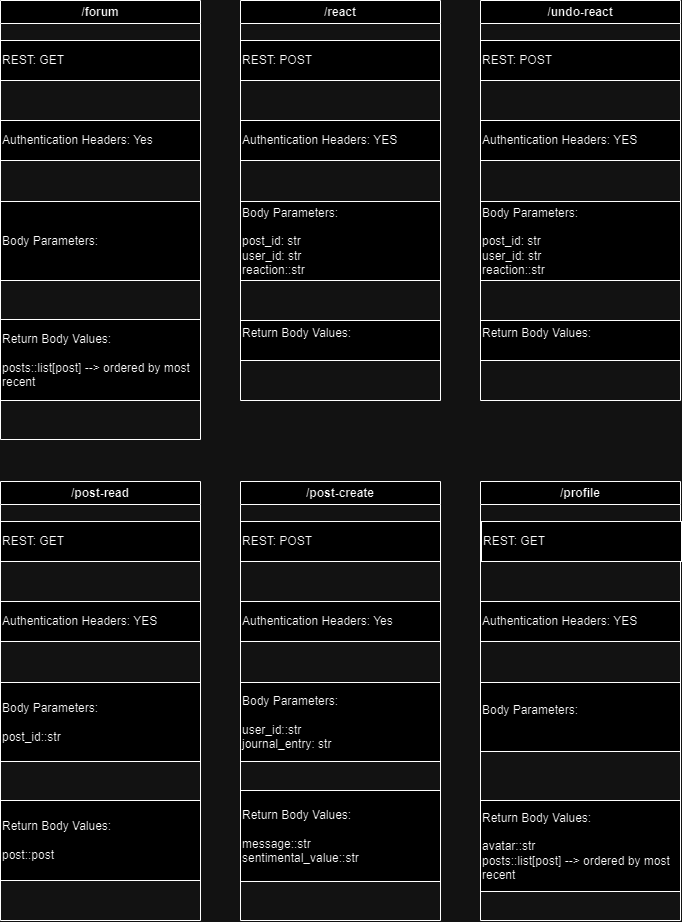 /forum
REST: GET
Authentication Headers: Yes
Body Parameters:
Return Body Values:
posts::list[post] --> ordered by most
recent
/react
REST: POST
Authentication Headers: YES
Body Parameters:
post_id: str
user_id: str
reaction::str
Return Body Values:
/undo-react
REST: POST
Authentication Headers: YES
Body Parameters:
post_id: str
user_id: str
reaction::str
Return Body Values:
/post-read
REST: GET
Authentication Headers: YES
Body Parameters:
post_id::str
Return Body Values:
post::post
/post-create
REST: POST
Authentication Headers: Yes
Body Parameters:
user_id::str
journal_entry: str
Return Body Values:
message::str
sentimental_value::str
/profile
REST: GET
Authentication Headers: YES
Body Parameters:
Return Body Values:
avatar::str
posts::list[post] --> ordered by most
recent